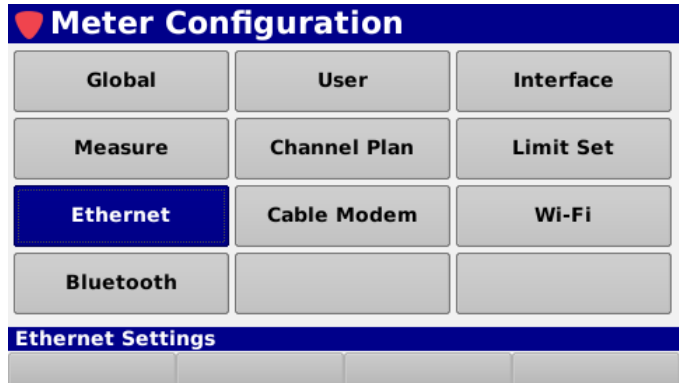 Meter Configuration
Global User Interface
Measure Channel Plan Limit Set
Ethernet Cable Modem Wi-Fi
Bluetooth
Ethernet Settings